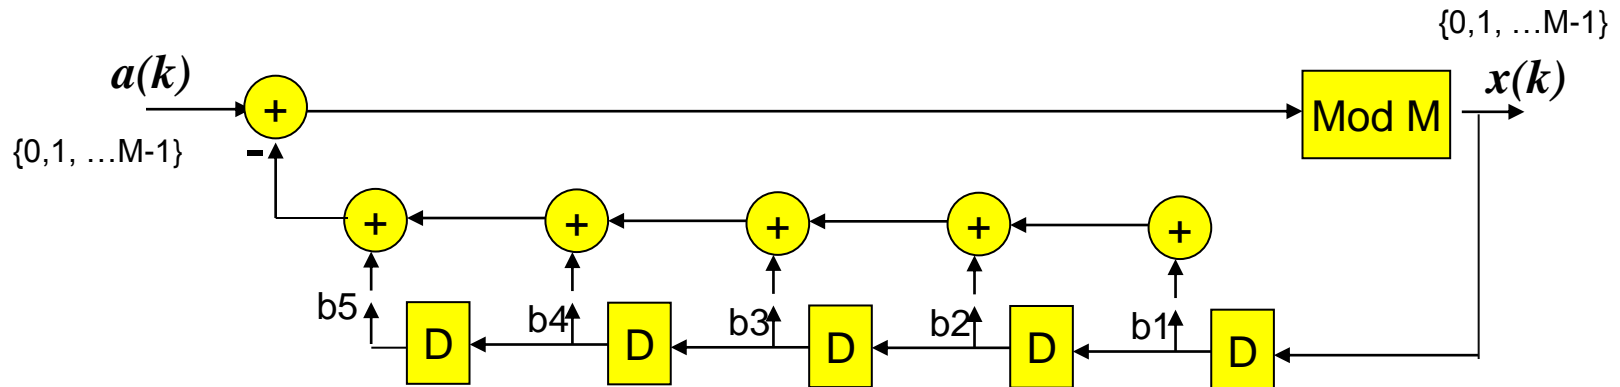 {0,1, …M-1}
a(k)
+
Mod M
x(k)
{0,1, …M-1}
-
+
+
+
+
+
b5
D
b4
D
b3
D
b2
D
b1
D